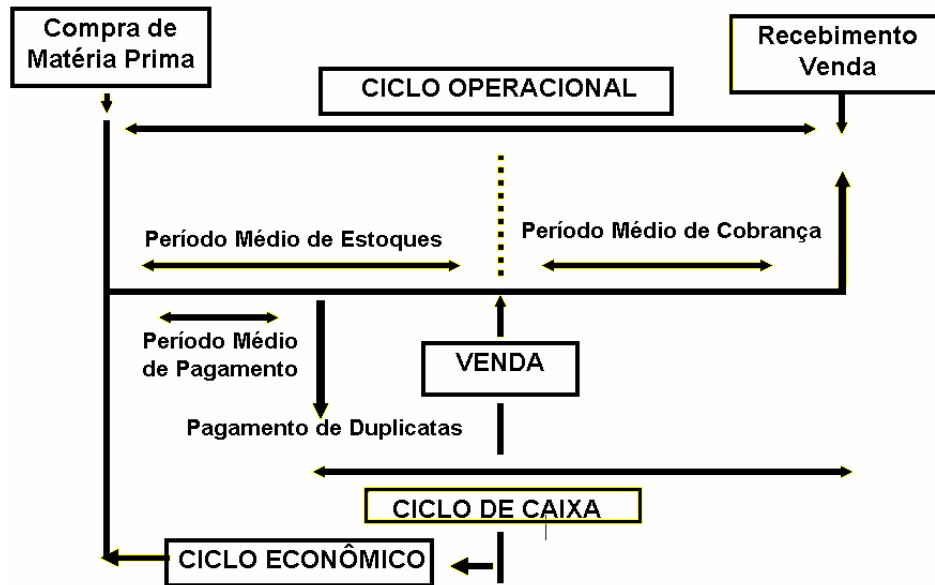 Compra de
Matéria Prima
Recebimento
Venda
CICLO OPERACIONAL
Período Médio de Estoques
Período Médio de Cobrança
Período Médio
de Pagamento
VENDA
Pagamento de Duplicatas
CICLO DE CAIXA
CICLO ECONÔMICO